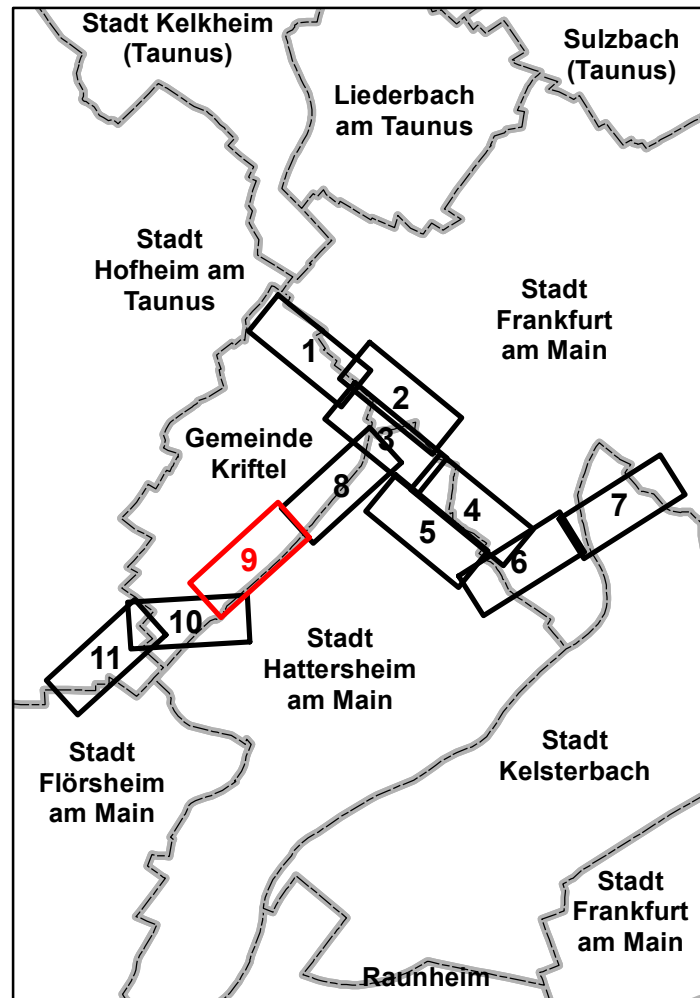 Stadt Kelkheim
(Taunus)
Sulzbach
(Taunus)
Liederbach
am Taunus
Stadt
Hofheim am
Taunus
Stadt
Frankfurt
am Main
1
2
3
Gemeinde
Kriftel
8
4
7
5
9
6
10
11
Stadt
Hattersheim
am Main
Stadt
Flörsheim
am Main
Stadt
Kelsterbach
Stadt
Frankfurt
am Main
Raunheim